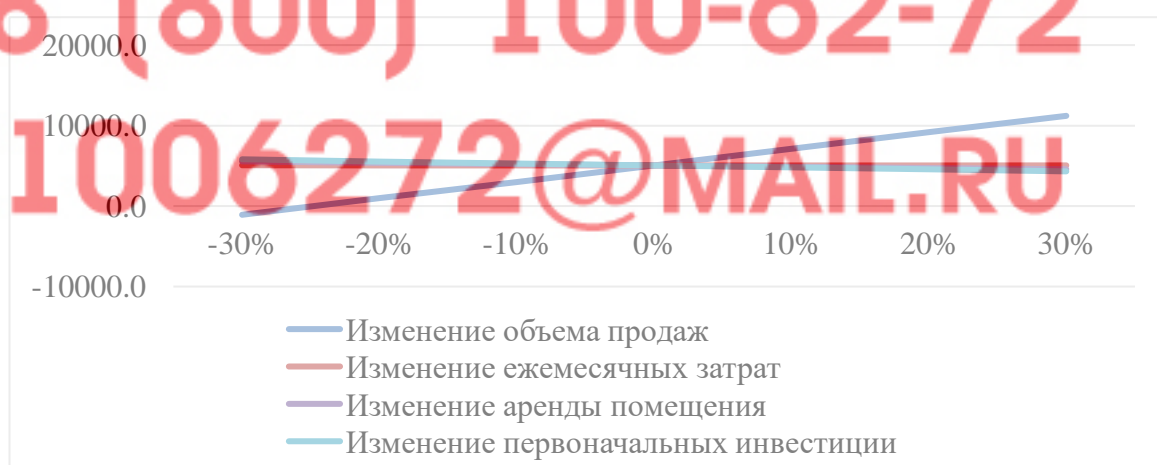 8 (800) 100-62-72
20000.0
10000.0
1006272@MAIL.RU
0.0
-30% -20% -10% 0% 10% 20% 30%
-10000.0
Изменение объема продаж
Изменение ежемесячных затрат
Изменение аренды помещения
Изменение первоначальных инвестиции